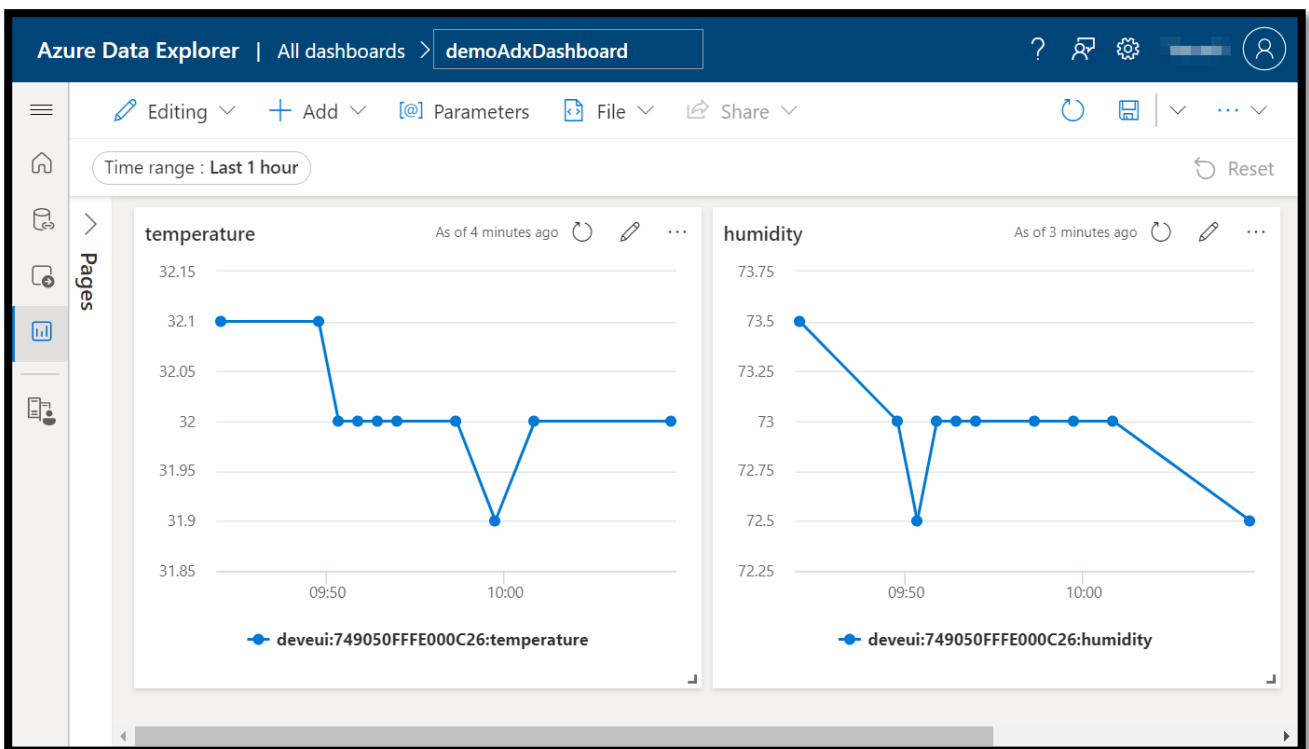 Azure Data Explorer | All dashboards > demoAdxDashboard
Editing Add [@] Parameters File Share
Time range : Last 1 hour
Reset
Pages
temperature As of 4 minutes ago
32.15
32.1
32.05
32
31.95
31.9
31.85
09:50 10:00
deveui:749050FFFE000C26:temperature
humidity As of 3 minutes ago
73.75
73.5
73.25
73
72.75
72.5
72.25
09:50 10:00
deveui:749050FFFE000C26:humidity